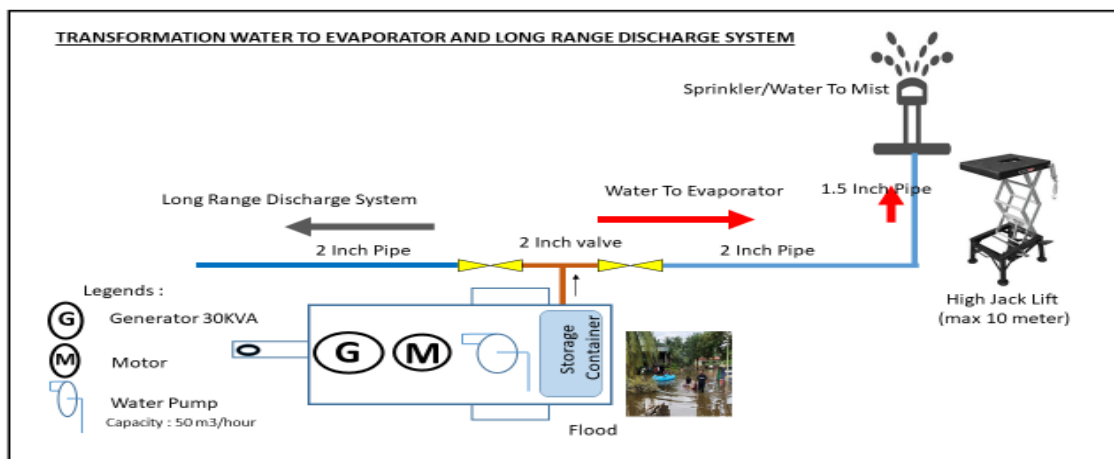 TRANSFORMATION WATER TO EVAPORATOR AND LONG RANGE DISCHARGE SYSTEM
Sprinkler/Water To Mist
Long Range Discharge System
Water To Evaporator
1.5 Inch Pipe
2 Inch Pipe
2 Inch valve
2 Inch Pipe
Legends :
G
Generator 30KVA
M
Motor
Water Pump
Capacity : 50 m3/hour
G
M
Storage
Container
Flood
High Jack Lift
(max 10 meter)